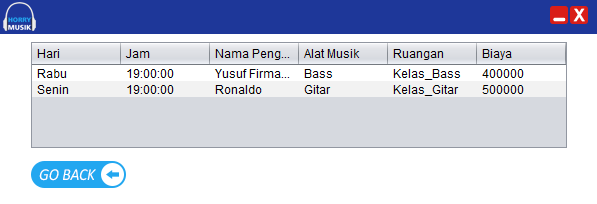 HORRY
MUSIK
X
Hari Jam Nama Peng... Alat Musik Ruangan Biaya
Rabu 19:00:00 Yusuf Firma... Bass Kelas_Bass 400000
Senin 19:00:00 Ronaldo Gitar Kelas_Gitar 500000
GO BACK